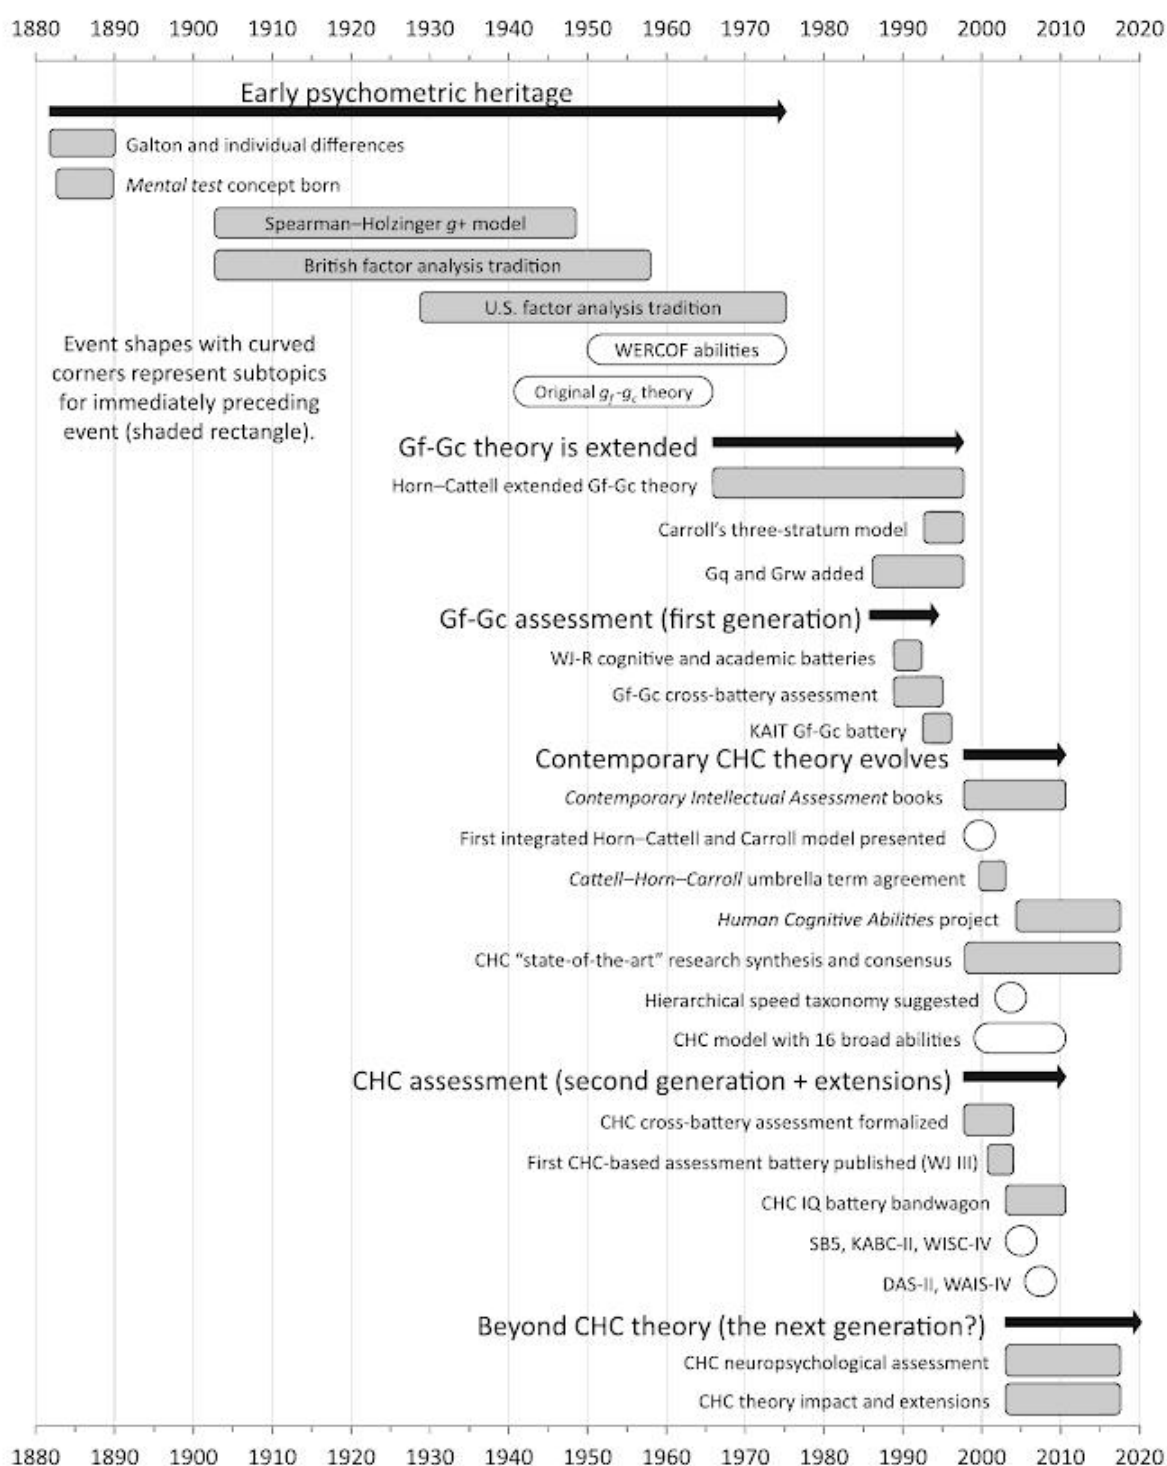 1880 1890 1900 1910 1920 1930 1940 1950 1960 1970 1980 1990 2000 2010 2020
Early psychometric heritage
Galton and individual differences
Mental test concept born
Spearman–Holzinger g+ model
British factor analysis tradition
U.S. factor analysis tradition
WERCOF abilities
Original gf-gc theory
Event shapes with curved
corners represent subtopics
for immediately preceding
event (shaded rectangle).
Gf-Gc theory is extended
Horn–Cattell extended Gf-Gc theory
Carroll's three-stratum model
Gq and Grw added
Gf-Gc assessment (first generation)
WJ-R cognitive and academic batteries
Gf-Gc cross-battery assessment
KAIT Gf-Gc battery
Contemporary CHC theory evolves
Contemporary Intellectual Assessment books
First integrated Horn–Cattell and Carroll model presented
Cattell–Horn–Carroll umbrella term agreement
Human Cognitive Abilities project
CHC “state-of-the-art” research synthesis and consensus
Hierarchical speed taxonomy suggested
CHC model with 16 broad abilities
CHC assessment (second generation + extensions)
CHC cross-battery assessment formalized
First CHC-based assessment battery published (WJ III)
CHC IQ battery bandwagon
SB5, KABC-II, WISC-IV
DAS-II, WAIS-IV
Beyond CHC theory (the next generation?)
CHC neuropsychological assessment
CHC theory impact and extensions
1880 1890 1900 1910 1920 1930 1940 1950 1960 1970 1980 1990 2000 2010 2020